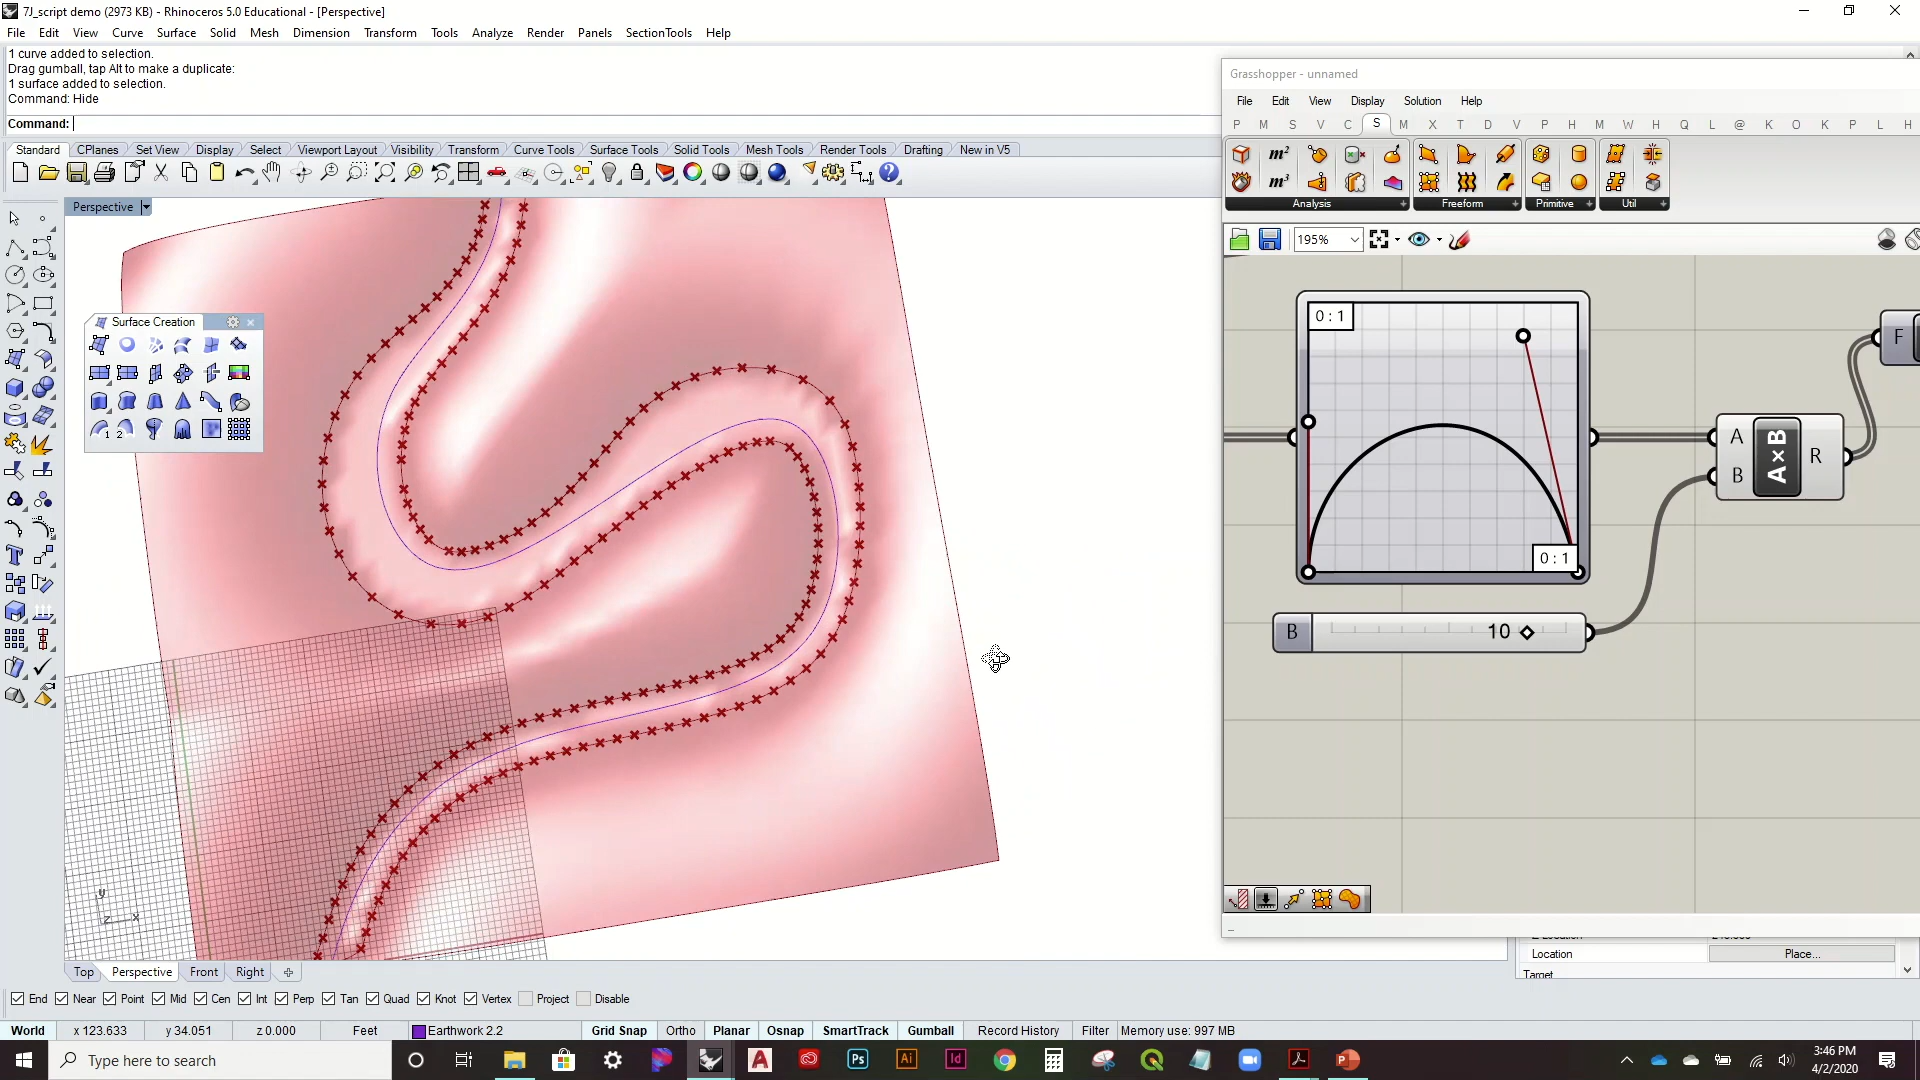 7J_script demo (2973 KB) - Rhinoceros 5.0 Educational - [Perspective]
File Edit View Curve Surface Solid Mesh Dimension Transform Tools Analyze Render Panels SectionTools Help
1 curve added to selection.
Drag gumball, tap Alt to make a duplicate:
1 surface added to selection.
Command: Hide
Command:
Standard CPlanes Set View Display Select Viewport Layout Visibility Transform Curve Tools Surface Tools Solid Tools Mesh Tools Render Tools Drafting New in V5
Perspective
Surface Creation
1 2
y
z x
Grasshopper - unnamed
File Edit View Display Solution Help
P M S V C S M X T D V P H M W H Q L @ K O K P L H
m² m³
Analysis Freeform Primitive Util
195%
0 : 1
0 : 1
A
B
A×B
R
F
B 10
Location Place...
Target
Top Perspective Front Right
End Near Point Mid Cen Int Perp Tan Quad Knot Vertex Project Disable
World x 123.633 y 34.051 z 0.000 Feet Earthwork 2.2 Grid Snap Ortho Planar Osnap SmartTrack Gumball Record History Filter Memory use: 997 MB
Type here to search
Ps Ai Id
3:46 PM
4/2/2020